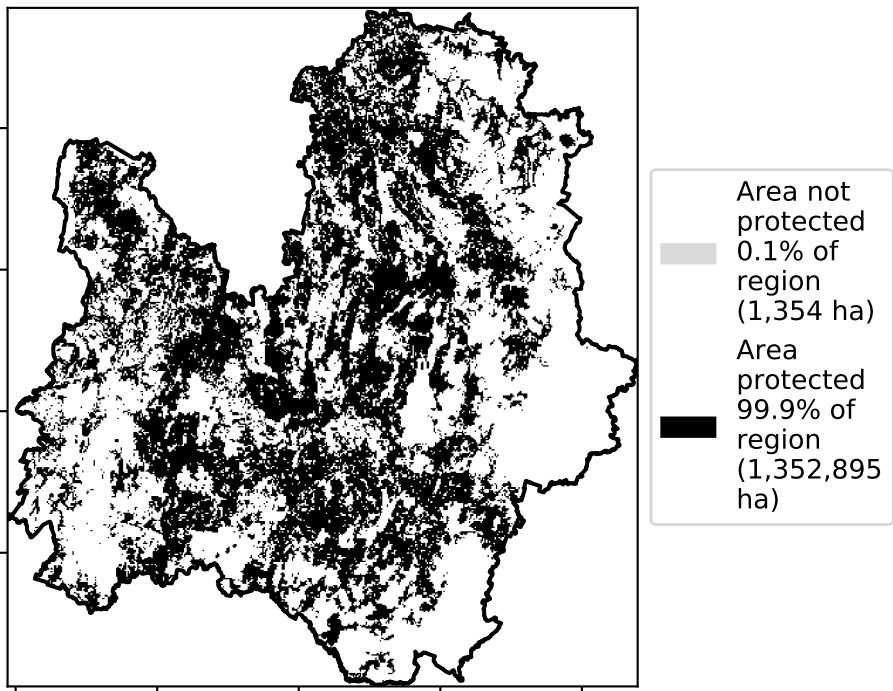 Area not
protected
0.1% of
region
(1,354 ha)
Area
protected
99.9% of
region
(1,352,895
ha)